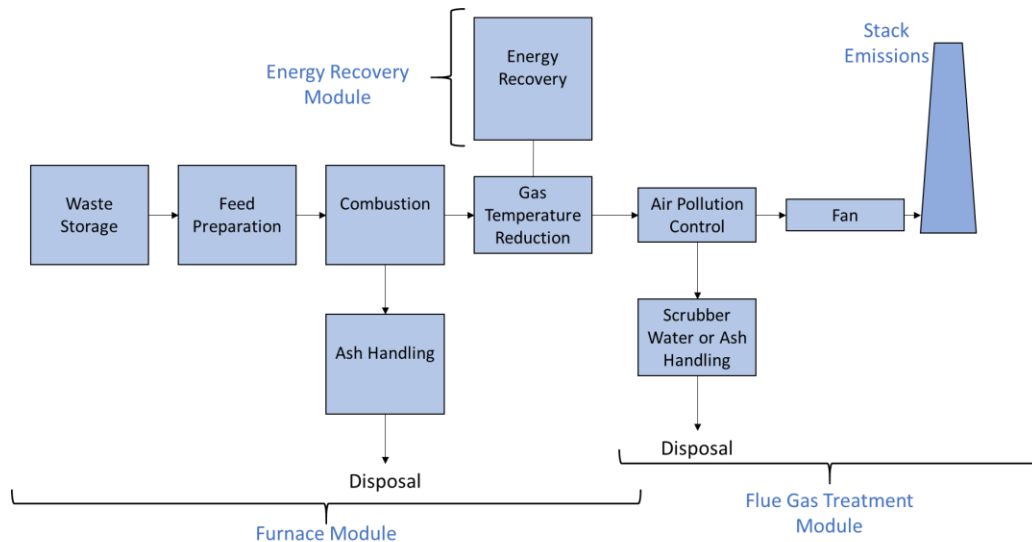 Stack
Emissions
Energy Recovery
Module
Energy
Recovery
Waste
Storage
Feed
Preparation
Combustion
Gas
Temperature
Reduction
Air Pollution
Control
Fan
Ash Handling
Scrubber
Water or Ash
Handling
Disposal
Disposal
Furnace Module
Flue Gas Treatment
Module